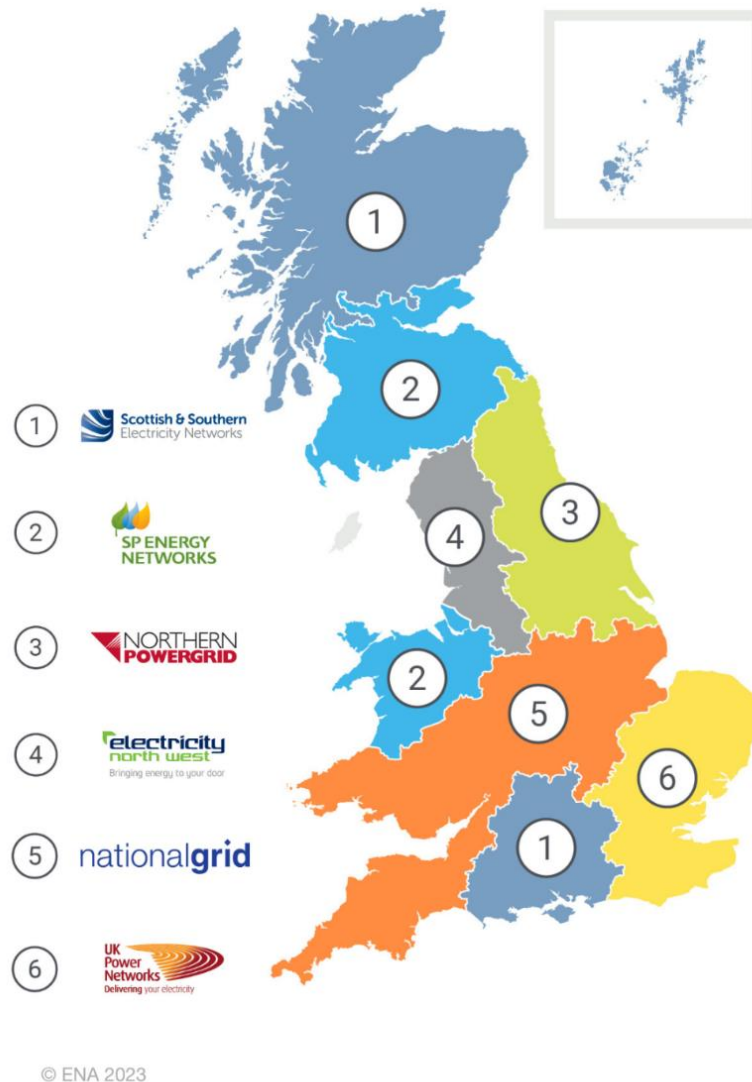 1
2
1
Scottish & Southern
Electricity Networks
2
SP ENERGY
NETWORKS
3
4
3
NORTHERN
POWERGRID
2
5
4
electricity
north west
Bringing energy to your door
6
5
nationalgrid
1
6
UK
Power
Networks
Delivering your electricity
© ENA 2023